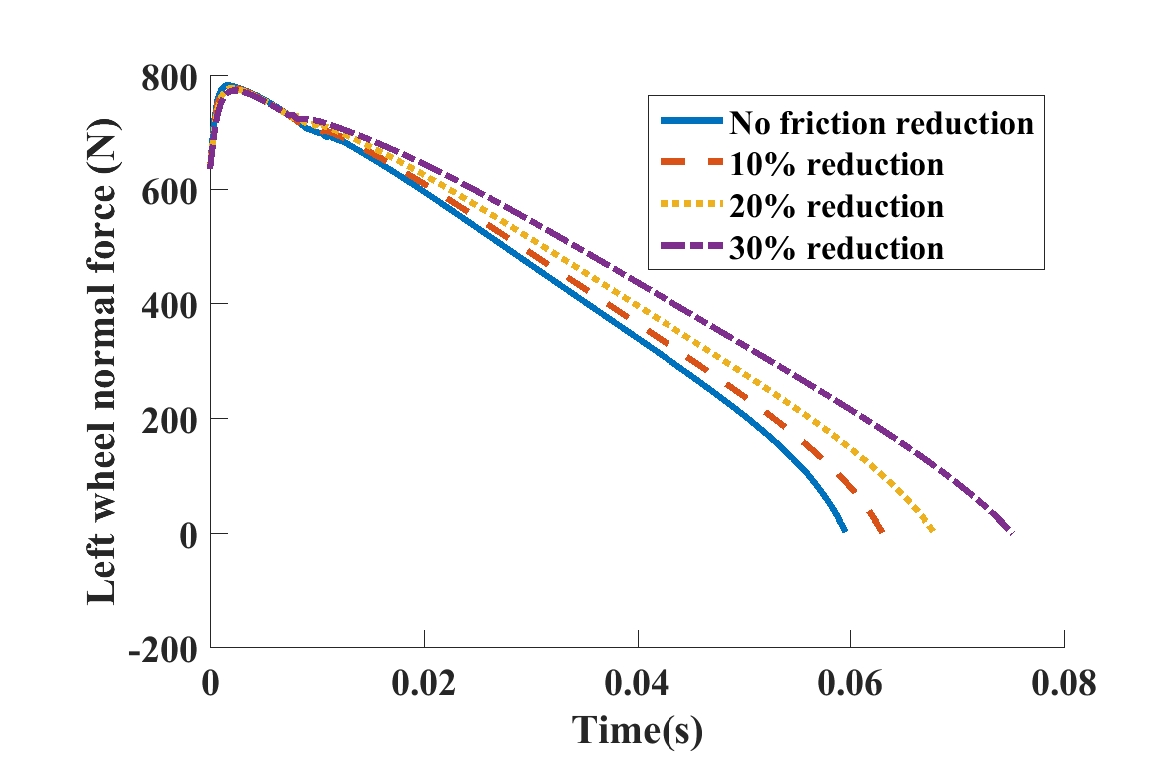 800
600
400
200
0
-200
0 0.02 0.04 0.06 0.08
Time(s)
Left wheel normal force (N)
No friction reduction
10% reduction
20% reduction
30% reduction